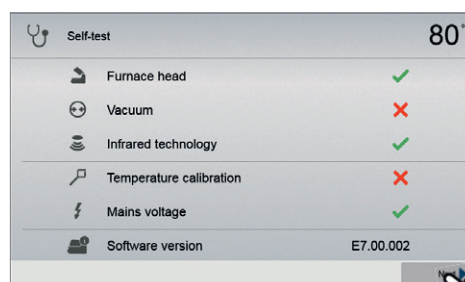 Self-test 80°
Furnace head
Vacuum
Infrared technology
Temperature calibration
Mains voltage
Software version E7.00.002